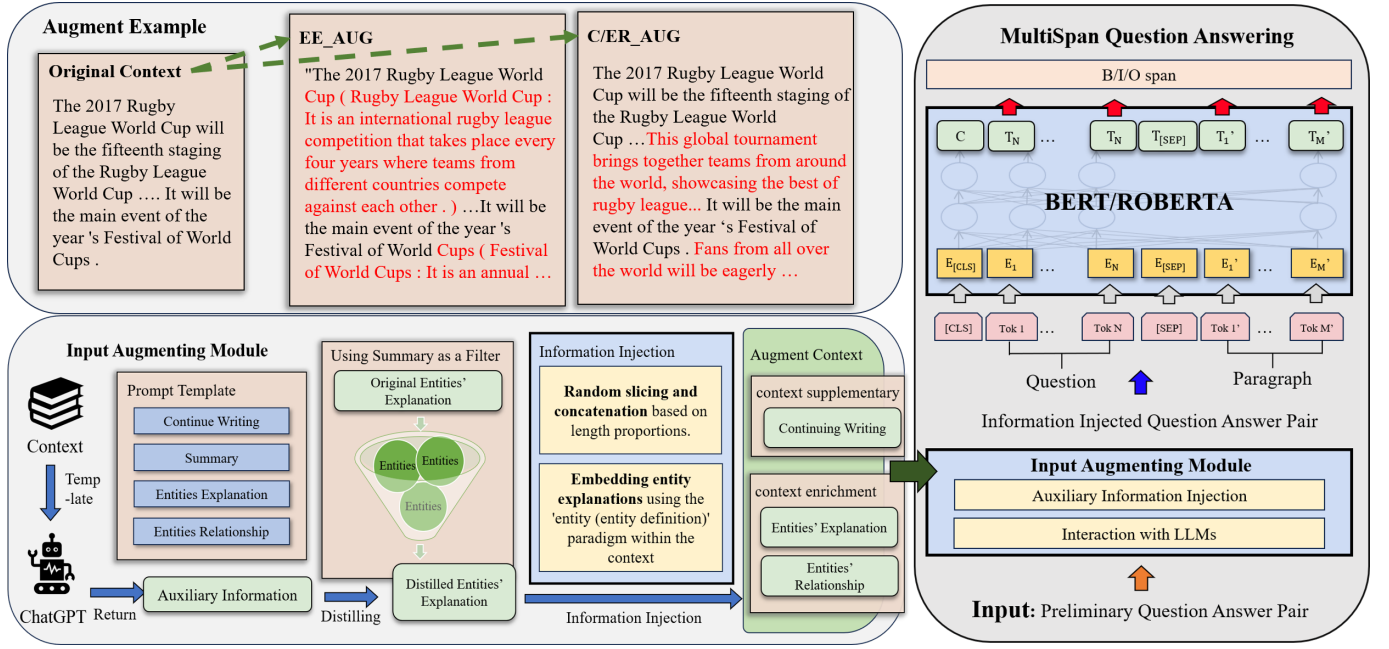 Augment Example
Original Context
The 2017 Rugby
League World Cup will
be the fifteenth staging
of the Rugby League
World Cup …. It will be
the main event of the
year 's Festival of World
Cups .
EE_AUG
"The 2017 Rugby League World
Cup ( Rugby League World Cup :
It is an international rugby league
competition that takes place every
four years where teams from
different countries compete
against each other . ) …It will be
the main event of the year 's
Festival of World Cups ( Festival
of World Cups : It is an annual …
C/ER_AUG
The 2017 Rugby League World
Cup will be the fifteenth staging of
the Rugby League World
Cup …This global tournament
brings together teams from around
the world, showcasing the best of
rugby league... It will be the main
event of the year ‘s Festival of
World Cups . Fans from all over
the world will be eagerly …
Input Augmenting Module
Context
Temp
-late
ChatGPT
Return
Prompt Template
Continue Writing
Summary
Entities Explanation
Entities Relationship
Auxiliary Information
Distilling
Using Summary as a Filter
Original Entities’
Explanation
Entities
Entities
Entities
Distilled Entities’
Explanation
Information Injection
Information Injection
Random slicing and
concatenation based on
length proportions.
Embedding entity
explanations using the
'entity (entity definition)'
paradigm within the
context
Augment Context
context supplementary
Continuing Writing
context enrichment
Entities’ Explanation
Entities’
Relationship
MultiSpan Question Answering
B/I/O span
C TN … TN T[SEP] T1’ … TM’
BERT/ROBERTA
E[CLS] E1 … EN E[SEP] E1’ … EM’
[CLS] Tok 1 … Tok N [SEP] Tok 1’ … Tok M’
Question Paragraph
Information Injected Question Answer Pair
Input Augmenting Module
Auxiliary Information Injection
Interaction with LLMs
Input: Preliminary Question Answer Pair